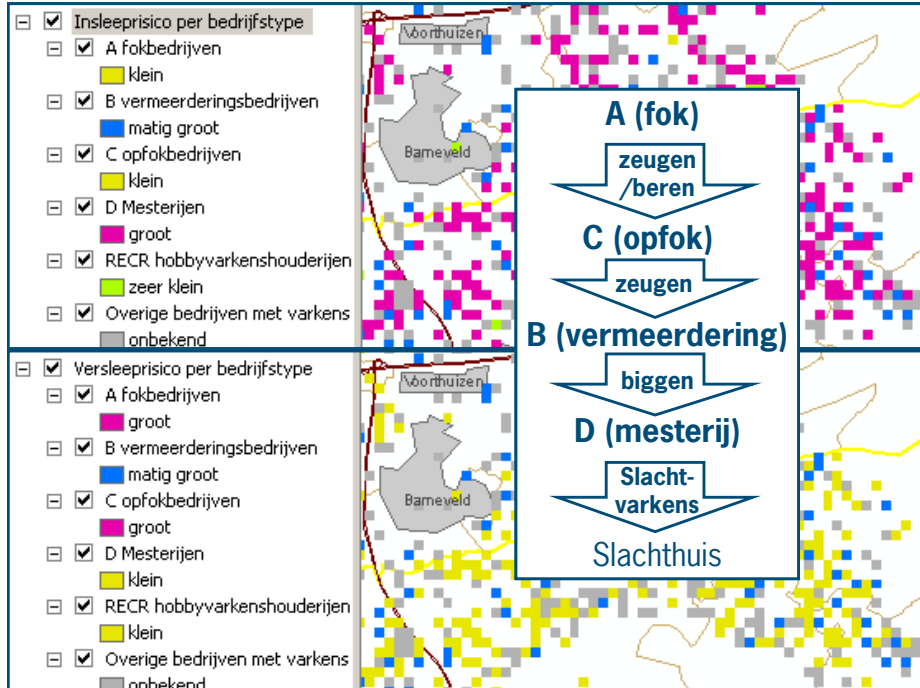 Insleeprisico per bedrijfstype
A fokbedrijven
klein
B vermeerderingsbedrijven
matig groot
C opfokbedrijven
klein
D Mesterijen
groot
RECR hobbyvarkenshouderijen
zeer klein
Overige bedrijven met varkens
onbekend
Voorthuizen
Barneveld
Versleeprisico per bedrijfstype
A fokbedrijven
groot
B vermeerderingsbedrijven
matig groot
C opfokbedrijven
groot
D Mesterijen
klein
RECR hobbyvarkenshouderijen
klein
Overige bedrijven met varkens
onbekend
Voorthuizen
Barneveld
A (fok)
zeugen
/beren
C (opfok)
zeugen
B (vermeerdering)
biggen
D (mesterij)
Slacht-
varkens
Slachthuis